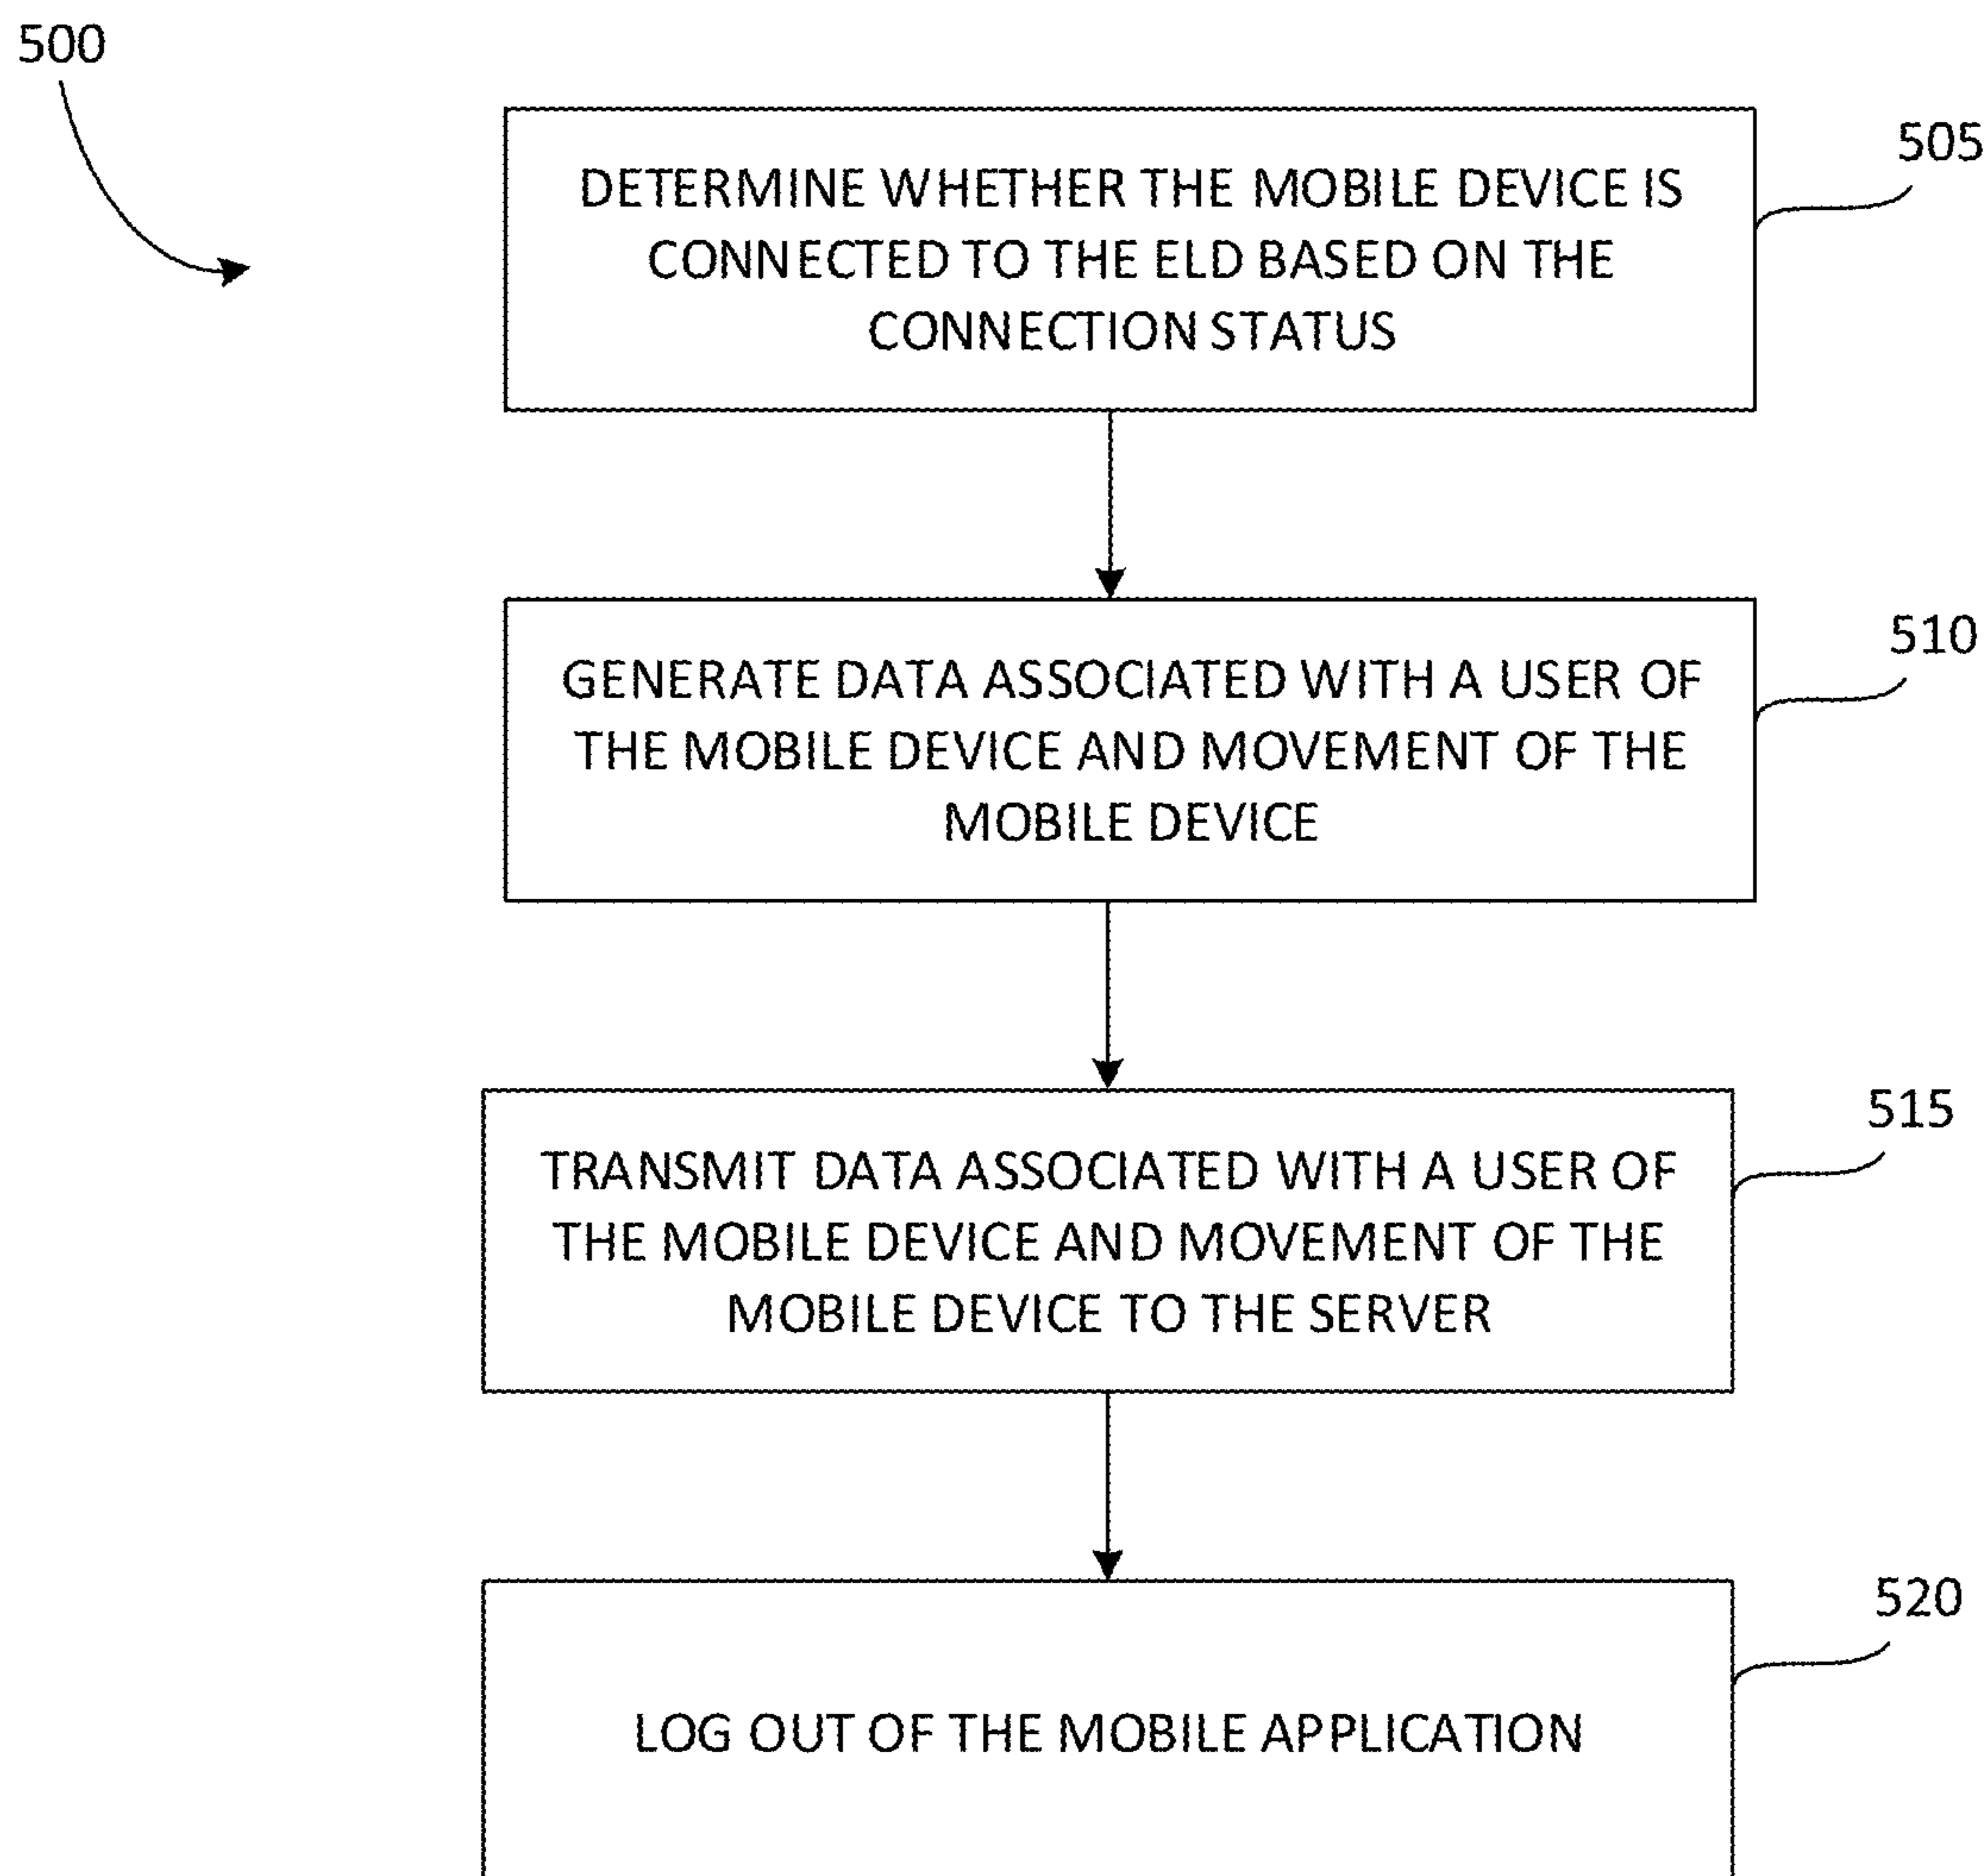 500
505
DETERMINE WHETHER THE MOBILE DEVICE IS
CONNECTED TO THE ELD BASED ON THE
CONNECTION STATUS
510
GENERATE DATA ASSOCIATED WITH A USER OF
THE MOBILE DEVICE AND MOVEMENT OF THE
MOBILE DEVICE
515
TRANSMIT DATA ASSOCIATED WITH A USER OF
THE MOBILE DEVICE AND MOVEMENT OF THE
MOBILE DEVICE TO THE SERVER
520
LOG OUT OF THE MOBILE APPLICATION